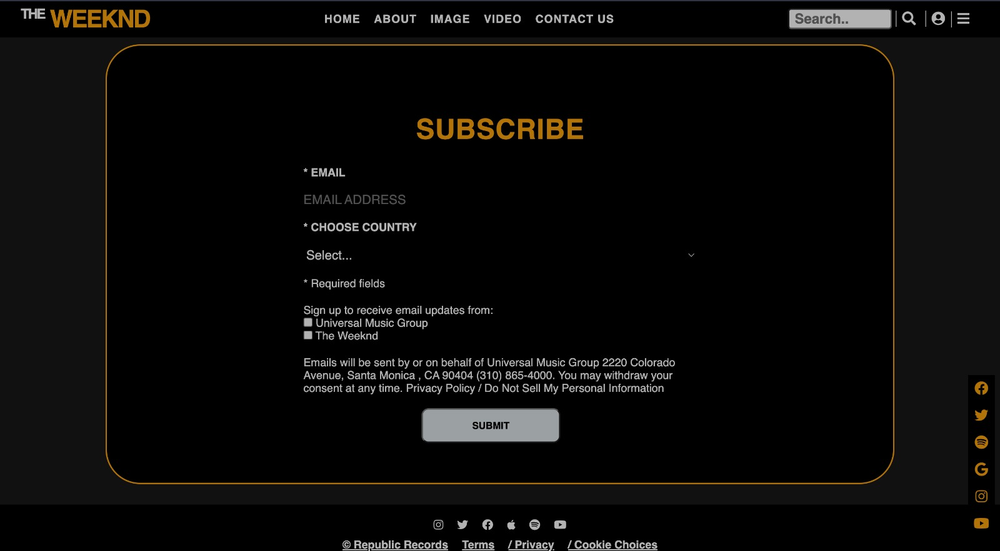 THE WEEKND
HOME ABOUT IMAGE VIDEO CONTACT US
Search..
SUBSCRIBE
* EMAIL
EMAIL ADDRESS
* CHOOSE COUNTRY
Select...
* Required fields
Sign up to receive email updates from:
Universal Music Group
The Weeknd
Emails will be sent by or on behalf of Universal Music Group 2220 Colorado
Avenue, Santa Monica , CA 90404 (310) 865-4000. You may withdraw your
consent at any time. Privacy Policy / Do Not Sell My Personal Information
SUBMIT
© Republic Records Terms / Privacy / Cookie Choices